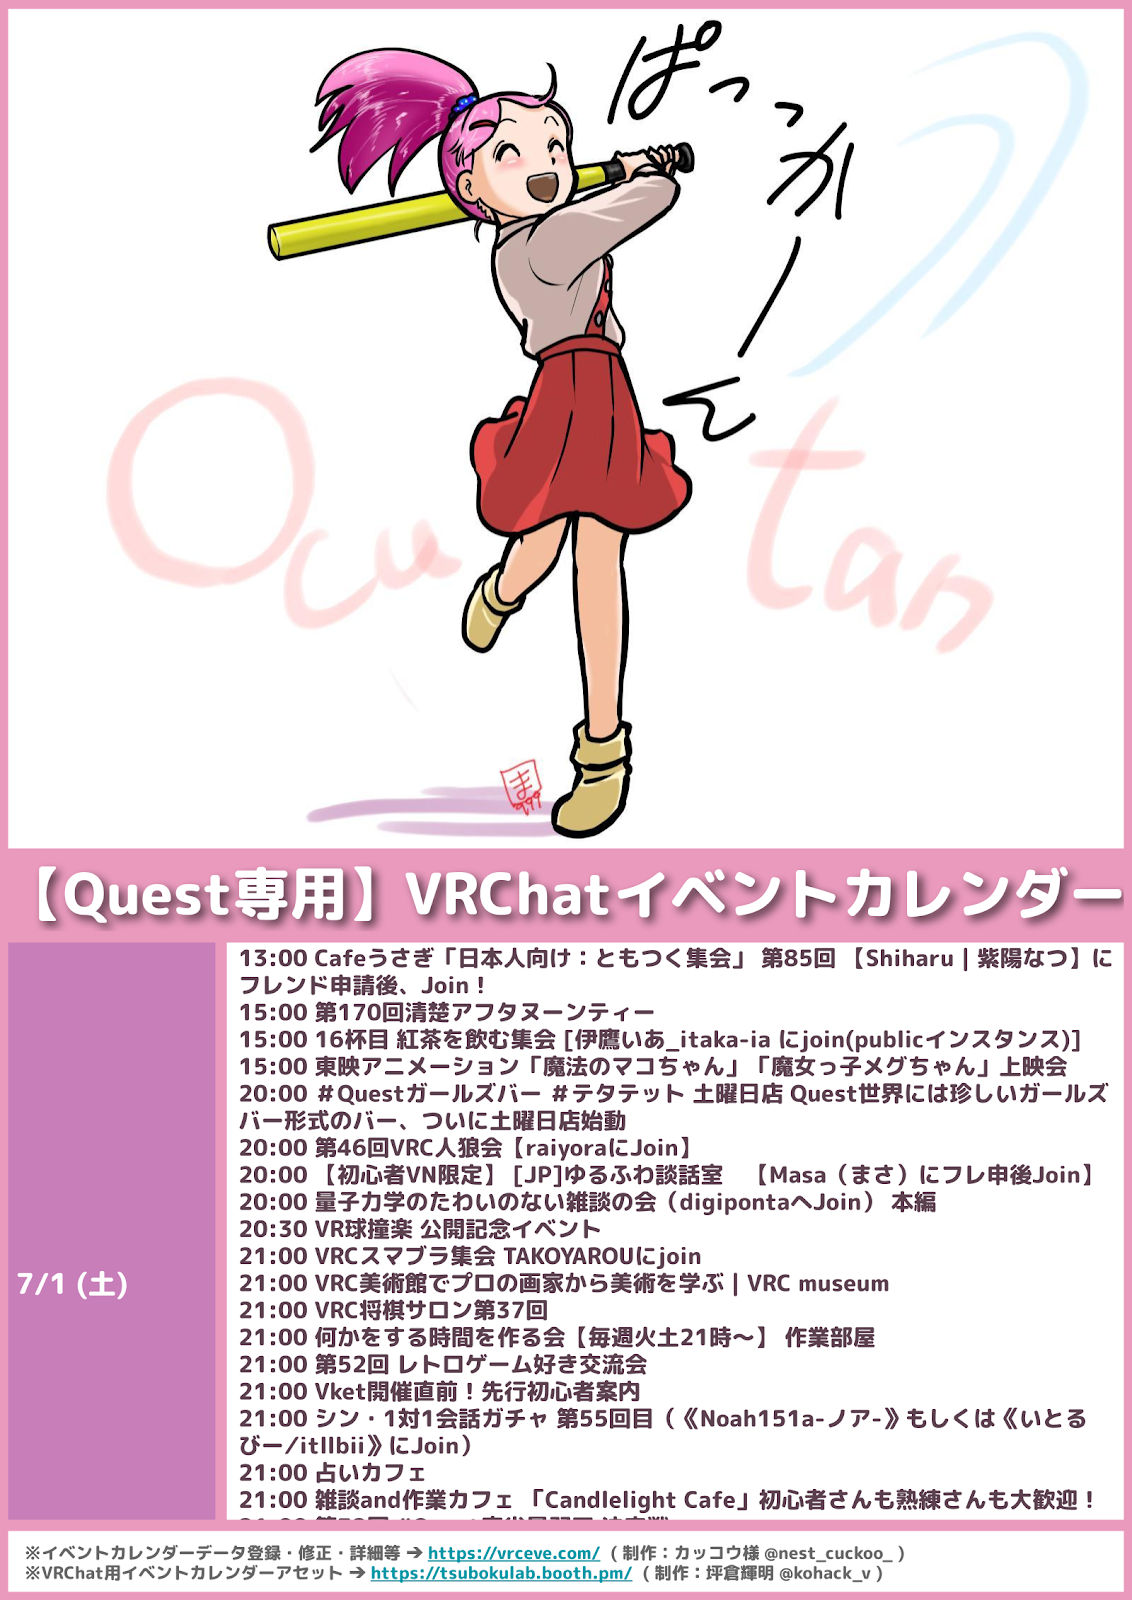 ぱっっかーん
Ocu tan
ま
999
【Quest専用】VRChatイベントカレンダー
7/1 (土)
13:00 Cafeうさぎ「日本人向け：ともつく集会」 第85回 【Shiharu | 紫陽なつ】に
フレンド申請後、Join！
15:00 第170回清楚アフタヌーンティー
15:00 16杯目 紅茶を飲む集会 [伊鷹いあ_itaka-ia にjoin(publicインスタンス)]
15:00 東映アニメーション「魔法のマコちゃん」「魔女っ子メグちゃん」上映会
20:00 ＃Questガールズバー ＃テタテット 土曜日店 Quest世界には珍しいガールズ
バー形式のバー、ついに土曜日店始動
20:00 第46回VRC人狼会【raiyoraにJoin】
20:00 【初心者VN限定】 [JP]ゆるふわ談話室　【Masa（まさ）にフレ申後Join】
20:00 量子力学のたわいのない雑談の会（digipontaへJoin） 本編
20:30 VR球撞楽 公開記念イベント
21:00 VRCスマブラ集会 TAKOYAROUにjoin
21:00 VRC美術館でプロの画家から美術を学ぶ | VRC museum
21:00 VRC将棋サロン第37回
21:00 何かをする時間を作る会【毎週火土21時～】 作業部屋
21:00 第52回 レトロゲーム好き交流会
21:00 Vket開催直前！先行初心者案内
21:00 シン・1対1会話ガチャ 第55回目（《Noah151a-ノア-》もしくは《いとる
びー/itllbii》にJoin）
21:00 占いカフェ
21:00 雑談and作業カフェ 「Candlelight Cafe」初心者さんも熟練さんも大歓迎！
※イベントカレンダーデータ登録・修正・詳細等 ➔ https://vrceve.com/ （ 制作：カッコウ様 @nest_cuckoo_ ）
※VRChat用イベントカレンダーアセット ➔ https://tsubokulab.booth.pm/ （ 制作：坪倉輝明 @kohack_v ）